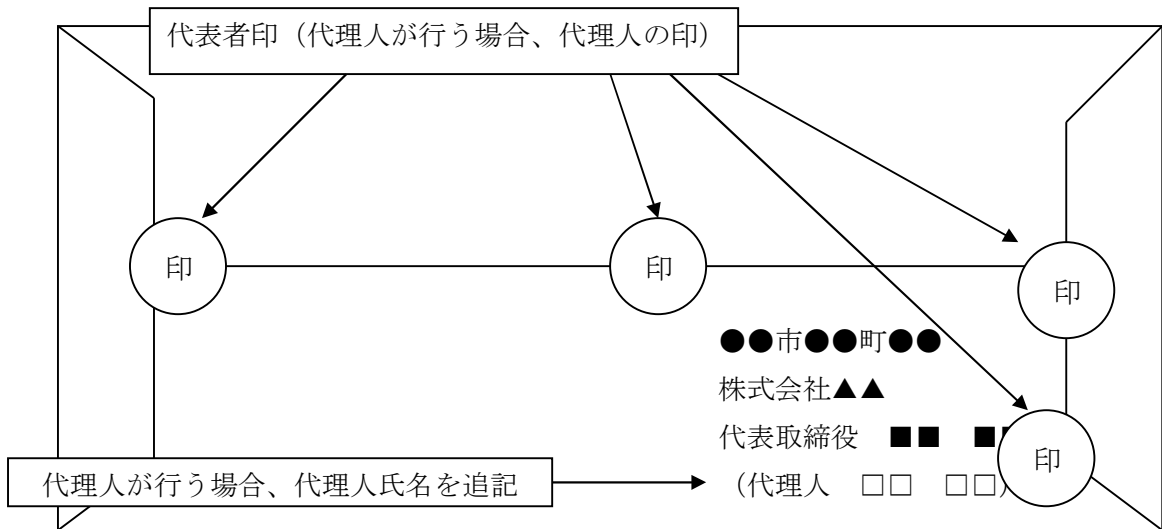 代表者印（代理人が行う場合、代理人の印）
印
印
印
●●市●●町●●
株式会社▲▲
代表取締役　■■　■■
印
代理人が行う場合、代理人氏名を追記
（代理人　□□　□□）